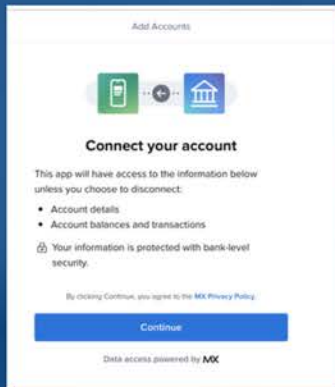 Add Accounts
Connect your account
This app will have access to the information below
unless you choose to disconnect:
• Account details
• Account balances and transactions
Your information is protected with bank-level
security.
By clicking Continue, you agree to the MX Privacy Policy.
Continue
Data access powered by MX